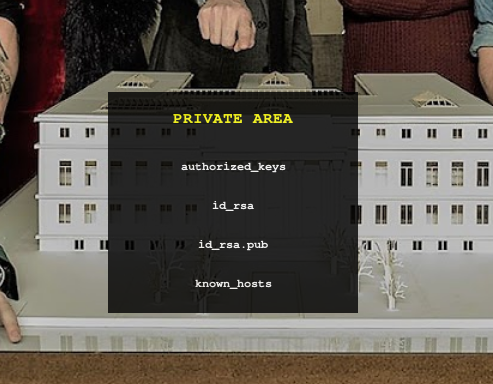 PRIVATE AREA
authorized_keys
id_rsa
id_rsa.pub
known_hosts